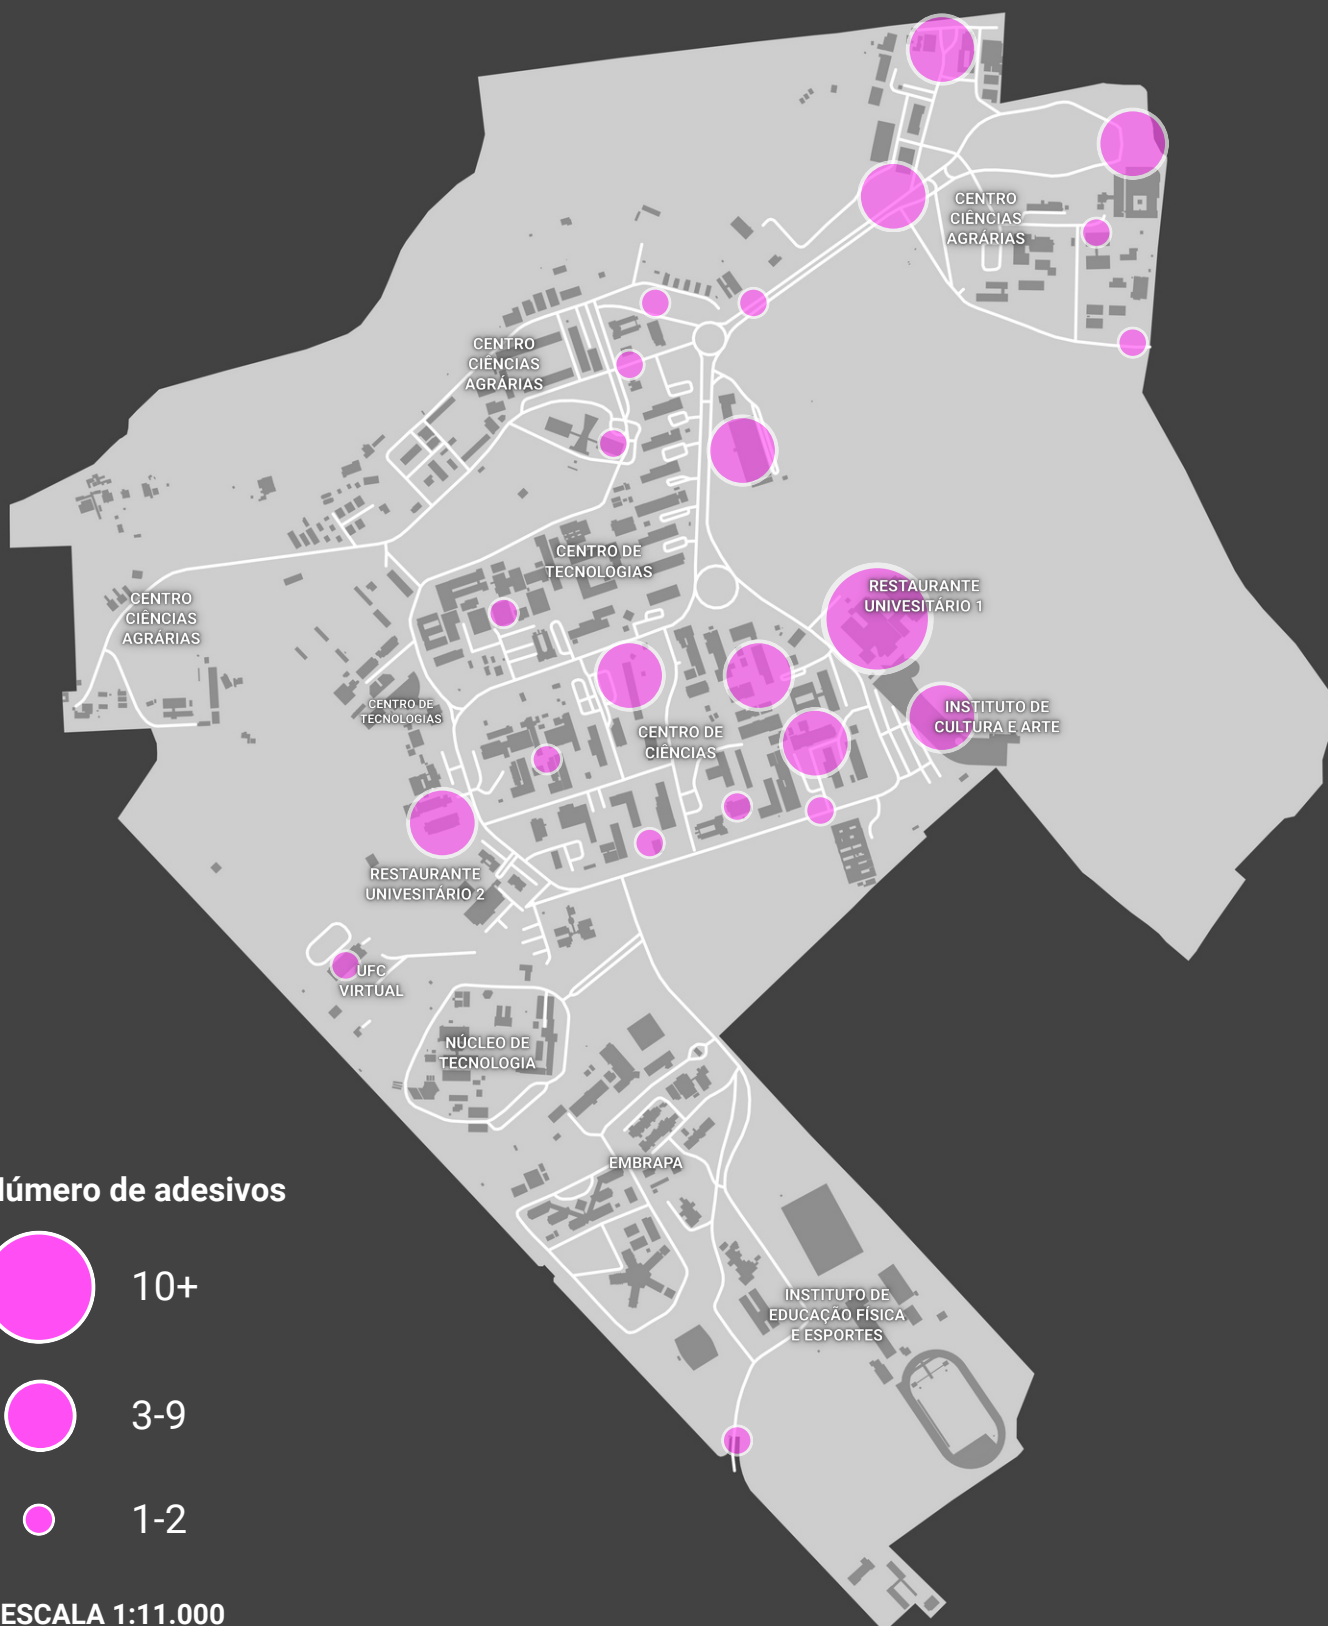 CENTRO
CIÊNCIAS
AGRÁRIAS
CENTRO
CIÊNCIAS
AGRÁRIAS
CENTRO DE
TECNOLOGIAS
RESTAURANTE
UNIVESITÁRIO 1
CENTRO
CIÊNCIAS
AGRÁRIAS
CENTRO DE
TECNOLOGIAS
CENTRO DE
CIÊNCIAS
INSTITUTO DE
CULTURA E ARTE
RESTAURANTE
UNIVESITÁRIO 2
UFC
VIRTUAL
NÚCLEO DE
TECNOLOGIA
EMBRAPA
INSTITUTO DE
EDUCAÇÃO FÍSICA
E ESPORTES
Número de adesivos
10+
3-9
1-2
ESCALA 1:11.000